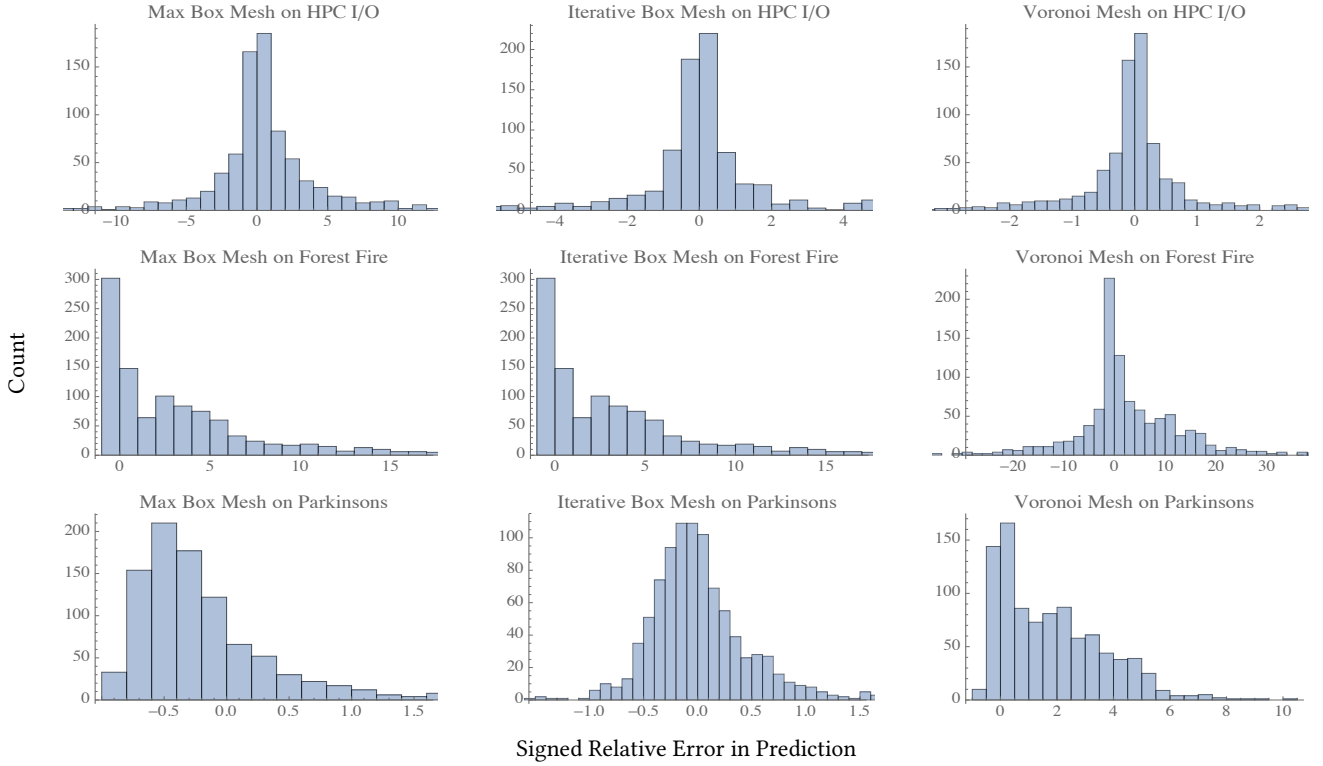 Max Box Mesh on HPC I/O
Iterative Box Mesh on HPC I/O
Voronoi Mesh on HPC I/O
150
100
50
0
−10 −5 0 5 10
200
150
100
50
0
−4 −2 0 2 4
150
100
50
0
−2 −1 0 1 2
Max Box Mesh on Forest Fire
Iterative Box Mesh on Forest Fire
Voronoi Mesh on Forest Fire
300
250
200
150
100
50
0
0 5 10 15
300
250
200
150
100
50
0
0 5 10 15
200
150
100
50
0
−20 −10 0 10 20 30
Count
Max Box Mesh on Parkinsons
Iterative Box Mesh on Parkinsons
Voronoi Mesh on Parkinsons
200
150
100
50
0
−0.5 0.0 0.5 1.0 1.5
100
80
60
40
20
0
−1.0 −0.5 0.0 0.5 1.0 1.5
150
100
50
0
0 2 4 6 8 10
Signed Relative Error in Prediction